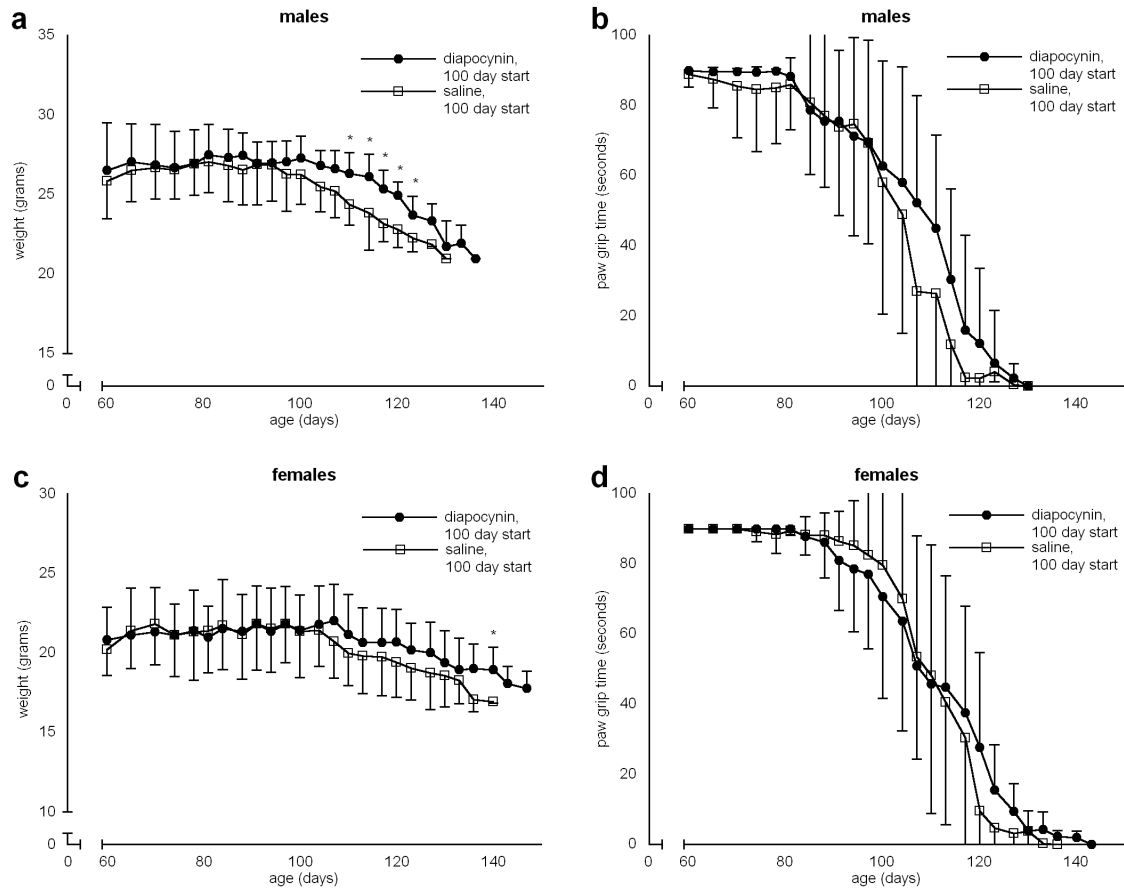 a
males
35
30
25
20
15
0
weight (grams)
diapocynin,
100 day start
saline,
100 day start
* * * * *
0 60 80 100 120 140
age (days)
b
males
100
80
60
40
20
0
paw grip time (seconds)
diapocynin,
100 day start
saline,
100 day start
0 60 80 100 120 140
age (days)
c
females
30
25
20
15
10
0
weight (grams)
diapocynin,
100 day start
saline,
100 day start
*
0 60 80 100 120 140
age (days)
d
females
100
80
60
40
20
0
paw grip time (seconds)
diapocynin,
100 day start
saline,
100 day start
0 60 80 100 120 140
age (days)